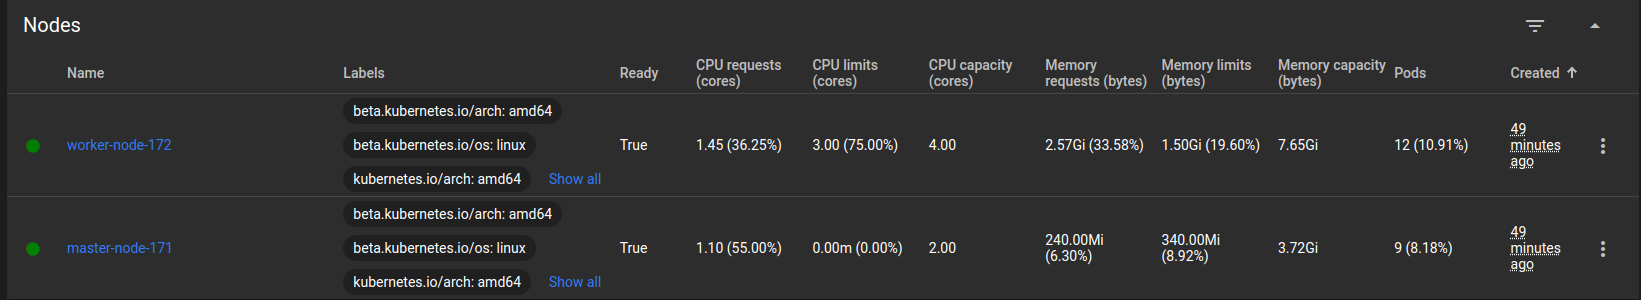 Nodes
Name Labels Ready CPU requests (cores) CPU limits (cores) CPU capacity (cores) Memory requests (bytes) Memory limits (bytes) Memory capacity (bytes) Pods Created
beta.kubernetes.io/arch: amd64
worker-node-172 beta.kubernetes.io/os: linux True 1.45 (36.25%) 3.00 (75.00%) 4.00 2.57Gi (33.58%) 1.50Gi (19.60%) 7.65Gi 12 (10.91%) 49 minutes ago
kubernetes.io/arch: amd64 Show all
beta.kubernetes.io/arch: amd64
master-node-171 beta.kubernetes.io/os: linux True 1.10 (55.00%) 0.00m (0.00%) 2.00 240.00Mi (6.30%) 340.00Mi (8.92%) 3.72Gi 9 (8.18%) 49 minutes ago
kubernetes.io/arch: amd64 Show all